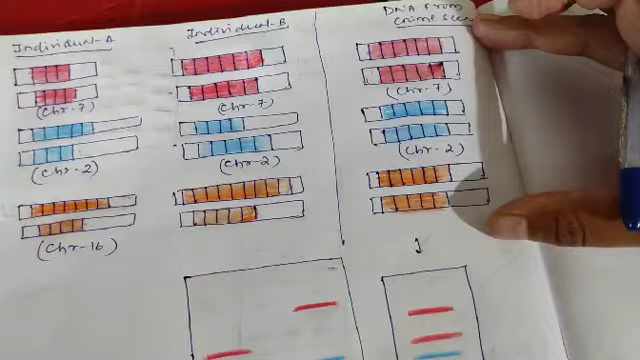 Individual-A
(Chr-7)
(Chr-2)
(Chr-16)
Individual-B
(Chr-7)
(Chr-2)
DNA From
Crime Scen
(Chr-7)
(Chr-2)